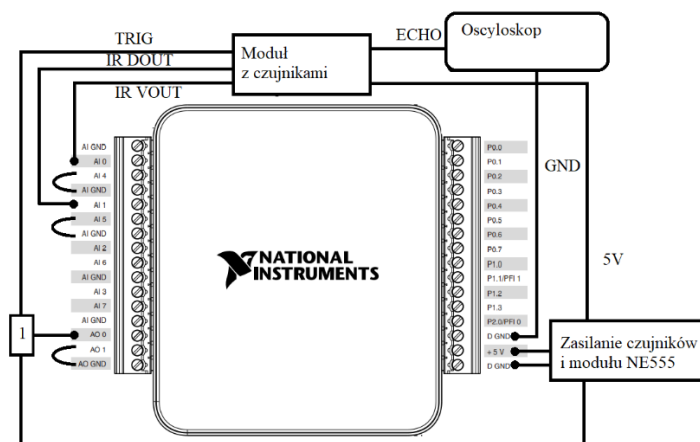 TRIG
IR DOUT
IR VOUT
Moduł
z czujnikami
ECHO
Oscyloskop
GND
5V
AI GND
AI 0
AI 4
AI GND
AI 1
AI 5
AI GND
AI 2
AI 6
AI GND
AI 3
AI 7
AI GND
AO 0
AO 1
AO GND
1
NATIONAL
INSTRUMENTS
P0.0
P0.1
P0.2
P0.3
P0.4
P0.5
P0.6
P0.7
P1.0
P1.1/PFI 1
P1.2
P1.3
P2.0/PFI 0
D GND
+ 5 V
D GND
Zasilanie czujników
i modułu NE555